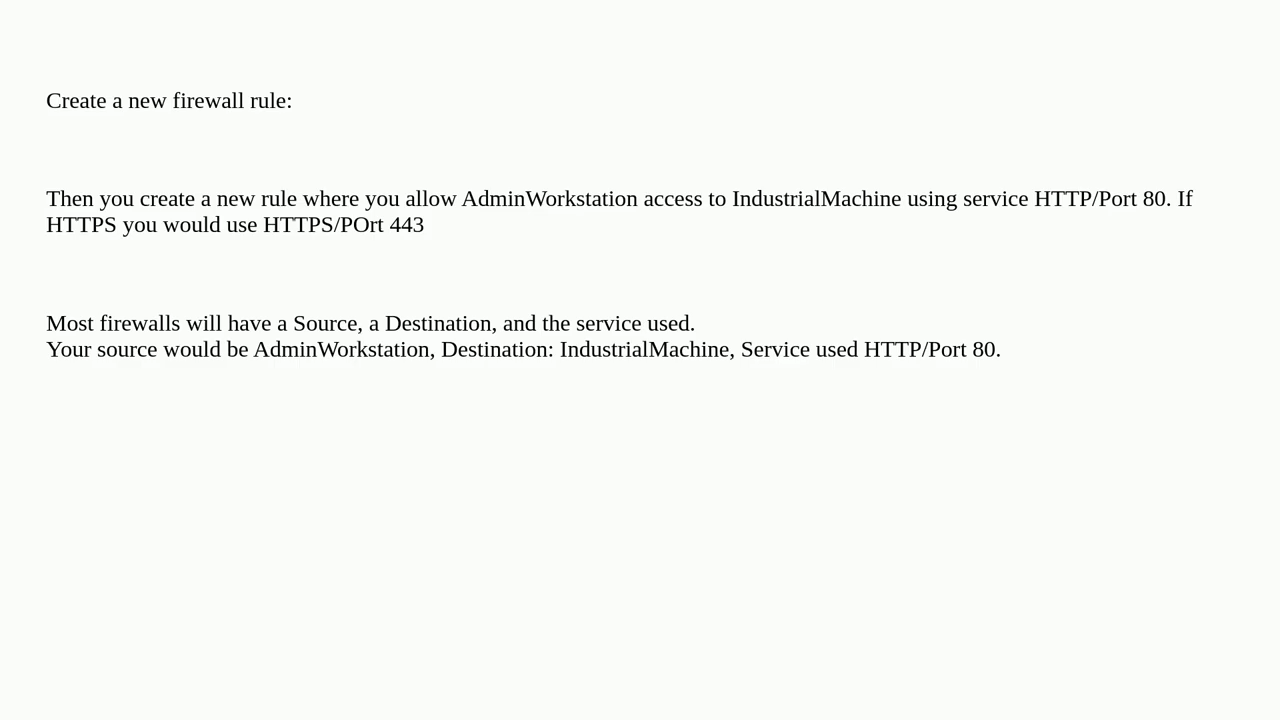 Create a new firewall rule:
Then you create a new rule where you allow AdminWorkstation access to IndustrialMachine using service HTTP/Port 80. If
HTTPS you would use HTTPS/POrt 443
Most firewalls will have a Source, a Destination, and the service used.
Your source would be AdminWorkstation, Destination: IndustrialMachine, Service used HTTP/Port 80.